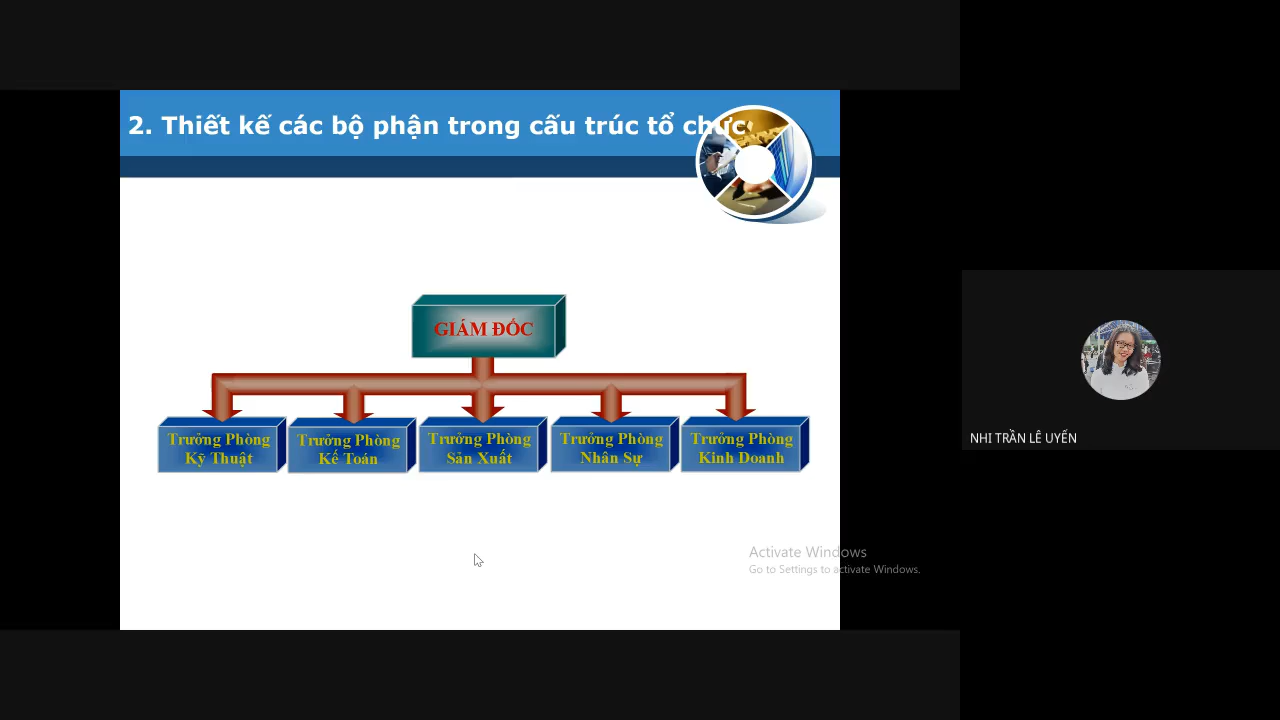 2. Thiết kế các bộ phận trong cấu trúc tổ chức
GIÁM ĐỐC
Trưởng Phòng
Kỹ Thuật
Trưởng Phòng
Kế Toán
Trưởng Phòng
Sản Xuất
Trưởng Phòng
Nhân Sự
Trưởng Phòng
Kinh Doanh
NHI TRẦN LÊ UYỂN
Activate Windows
Go to Settings to activate Windows.